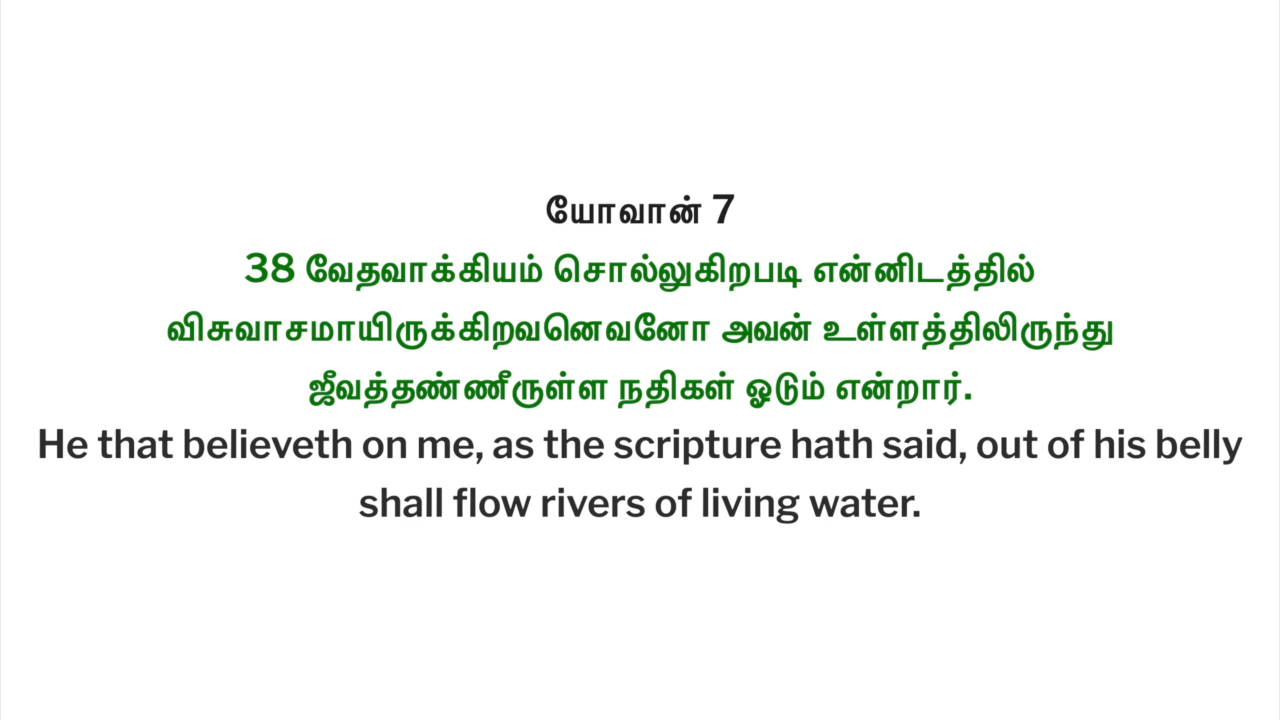 யோவான் 7
38 வேதவாக்கியம் சொல்லுகிறபடி என்னிடத்தில்
விசுவாசமாயிருக்கிறவனெவனோ அவன் உள்ளத்திலிருந்து
ஜீவத்தண்ணீருள்ள நதிகள் ஓடும் என்றார்.
He that believeth on me, as the scripture hath said, out of his belly
shall flow rivers of living water.